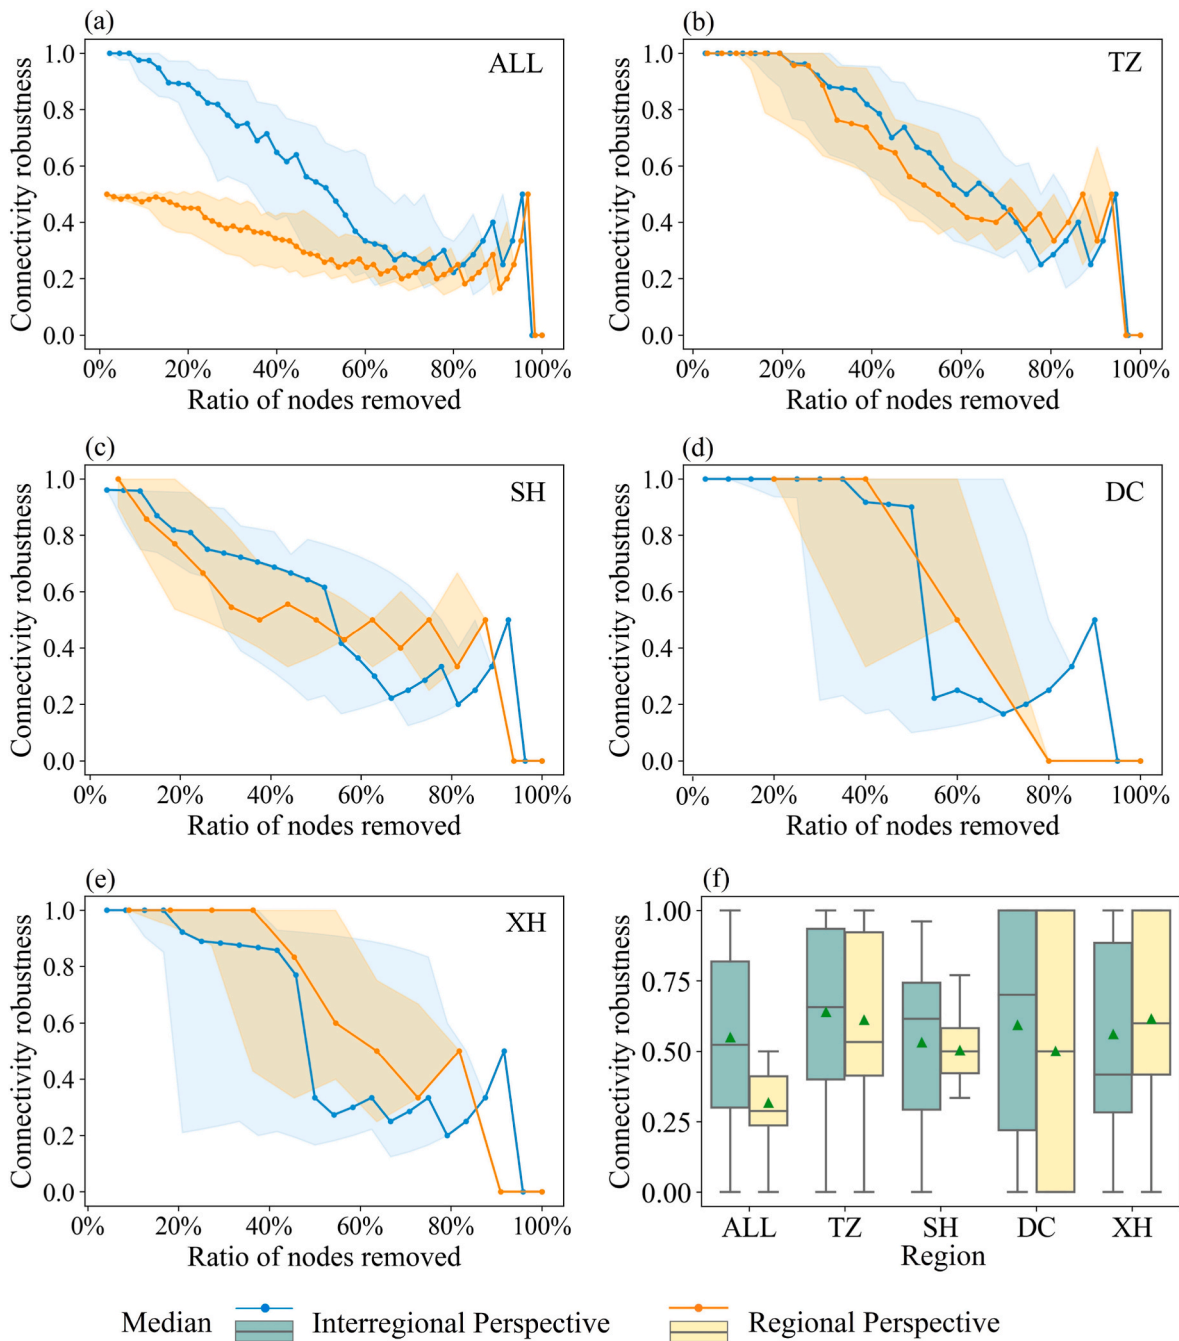 (a)
(b)
ALL
TZ
Connectivity robustness
1.0
0.8
0.6
0.4
0.2
0.0
0% 20% 40% 60% 80% 100%
Ratio of nodes removed
Connectivity robustness
1.0
0.8
0.6
0.4
0.2
0.0
0% 20% 40% 60% 80% 100%
Ratio of nodes removed
(c)
(d)
SH
DC
Connectivity robustness
1.0
0.8
0.6
0.4
0.2
0.0
0% 20% 40% 60% 80% 100%
Ratio of nodes removed
Connectivity robustness
1.0
0.8
0.6
0.4
0.2
0.0
0% 20% 40% 60% 80% 100%
Ratio of nodes removed
(e)
(f)
XH
Connectivity robustness
1.0
0.8
0.6
0.4
0.2
0.0
0% 20% 40% 60% 80% 100%
Ratio of nodes removed
Connectivity robustness
1.00
0.75
0.50
0.25
0.00
ALL TZ SH DC XH
Region
Median Interregional Perspective Regional Perspective